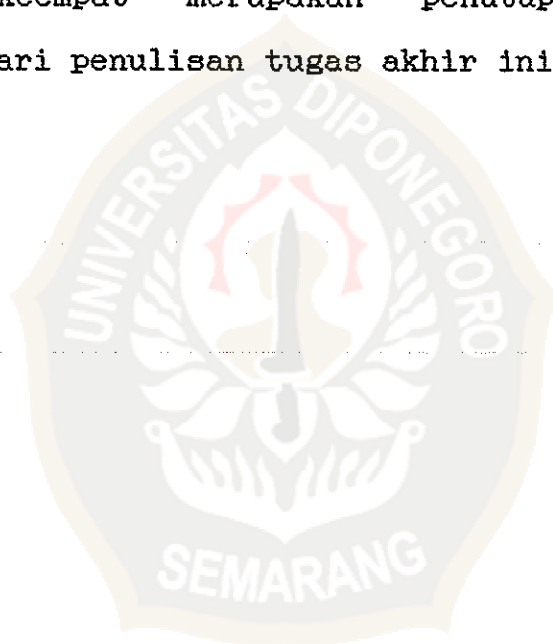 keempat merupakan penutup
ari penulisan tugas akhir ini
UNIVERSITAS DIPONEGORO
SEMARANG